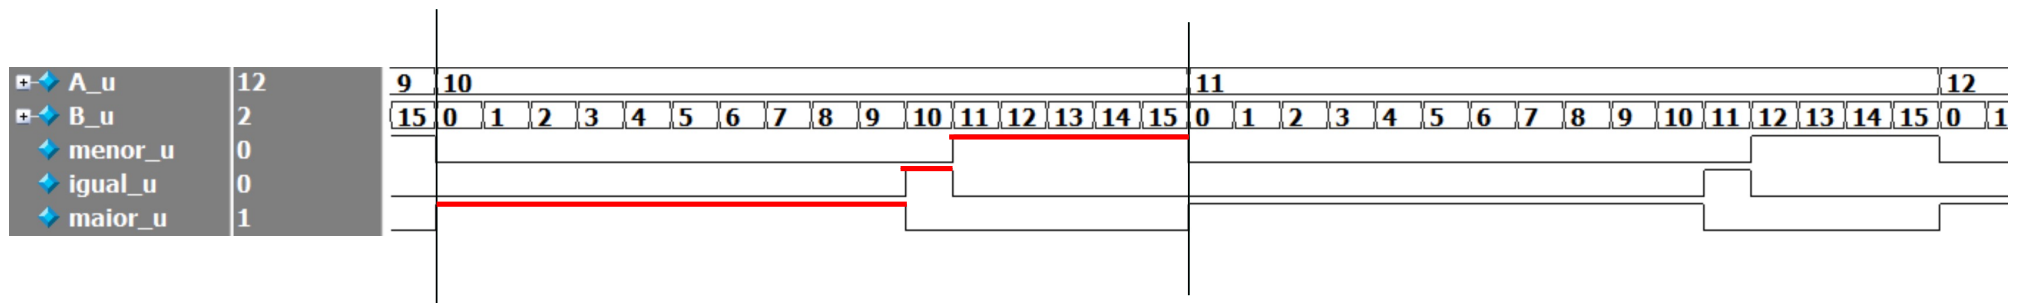 A_u 12 9 10 11 12
B_u 2 15 0 1 2 3 4 5 6 7 8 9 10 11 12 13 14 15 0 1 2 3 4 5 6 7 8 9 10 11 12 13 14 15 0 1
menor_u 0
igual_u 0
maior_u 1